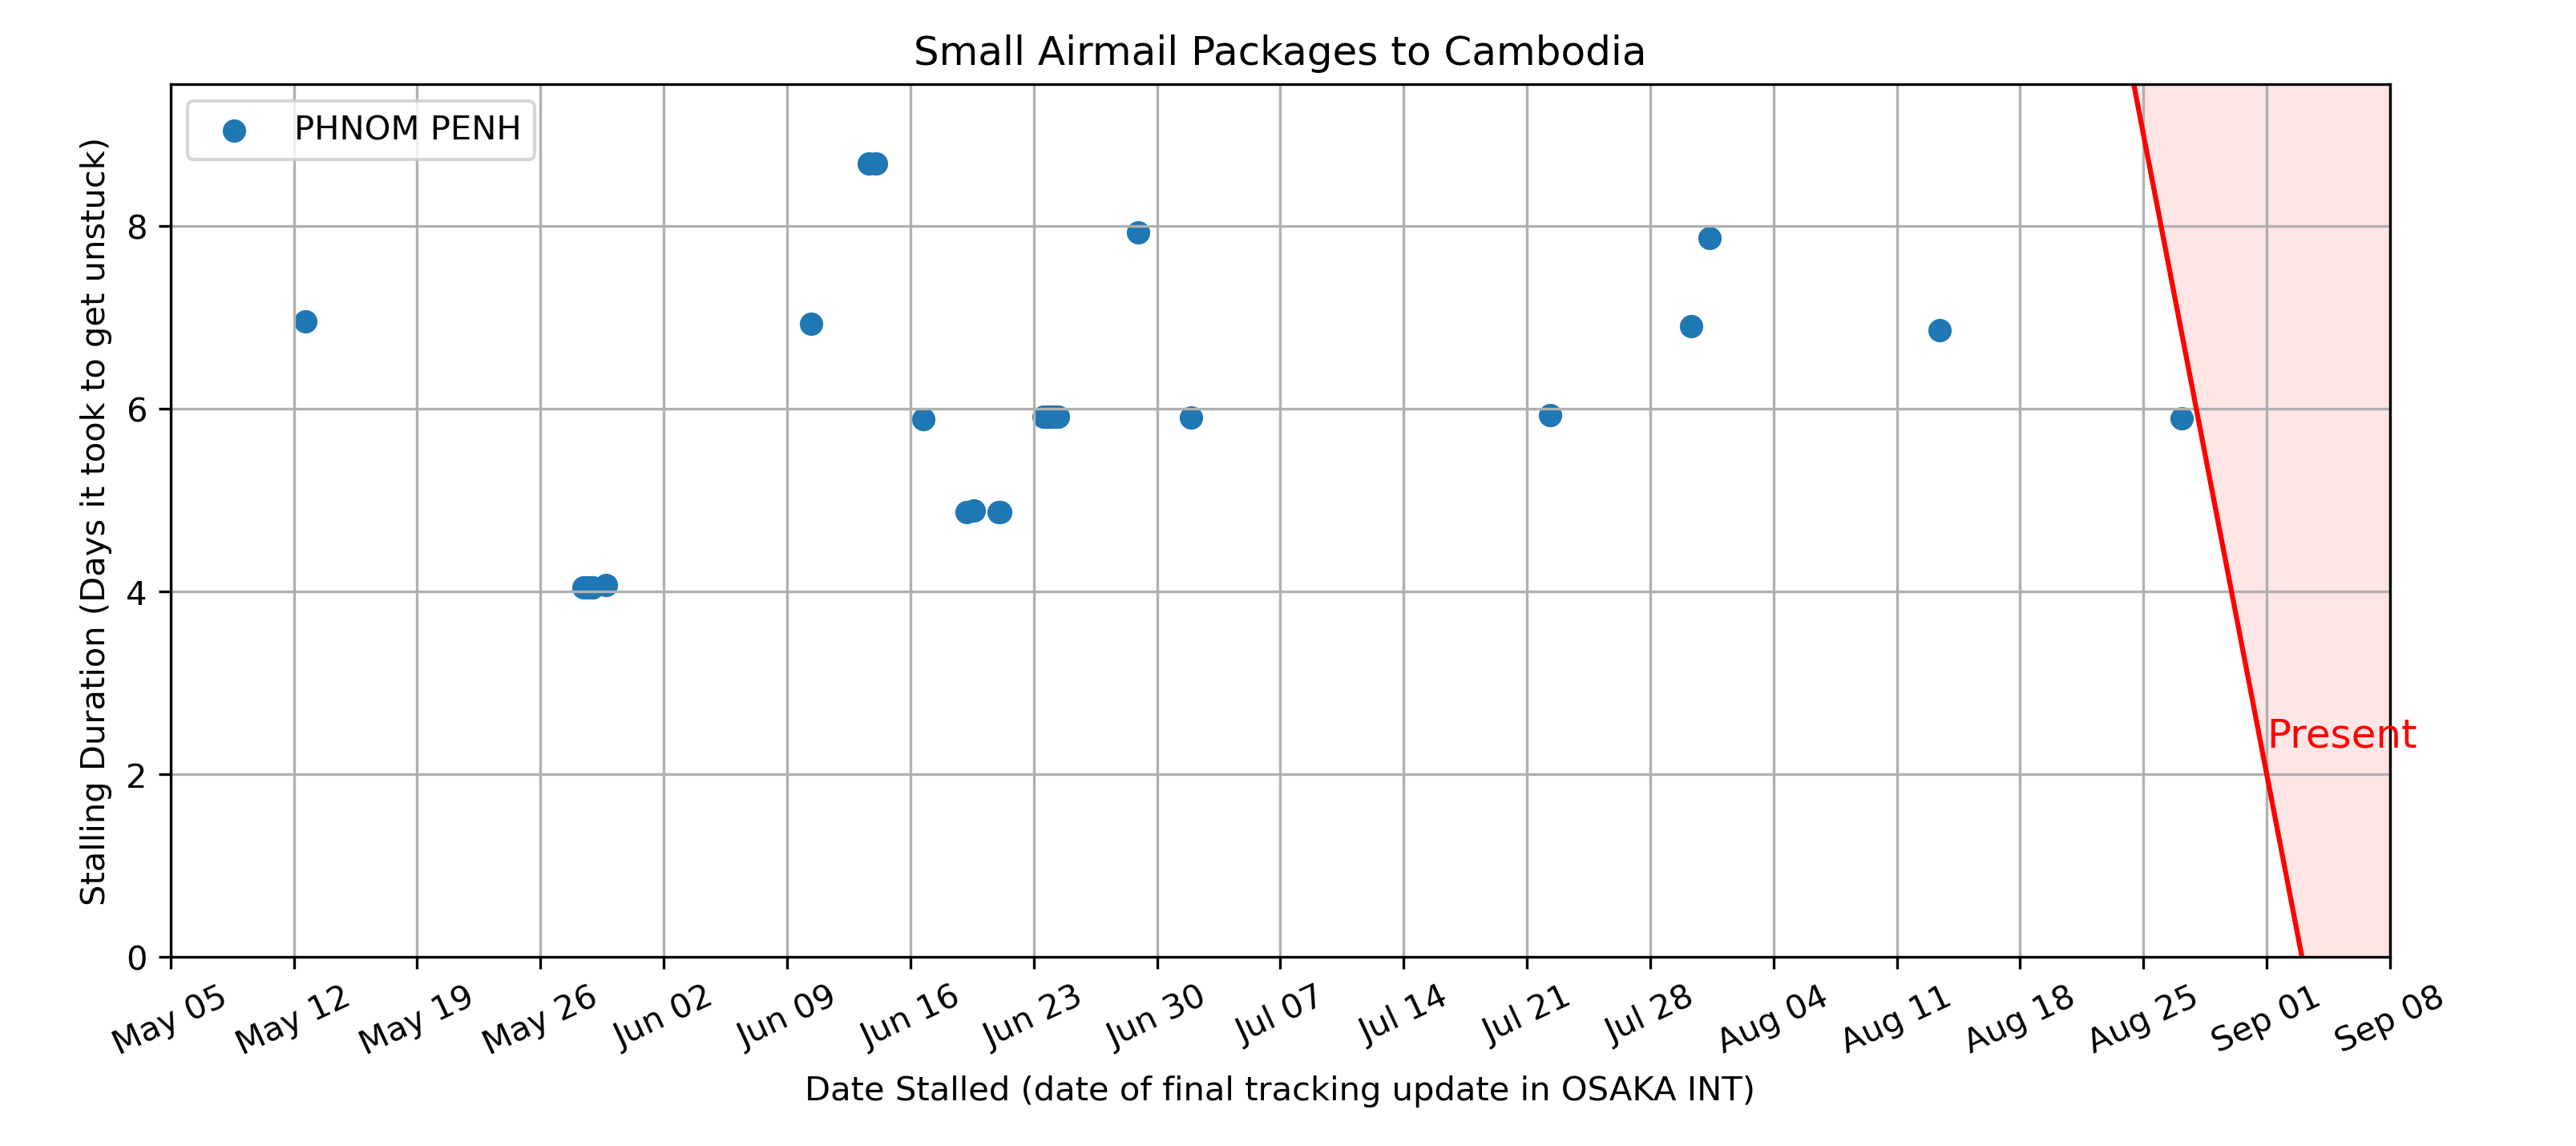 Small Airmail Packages to Cambodia
PHNOM PENH
Stalling Duration (Days it took to get unstuck)
8
6
4
2
0
Present
May 05
May 12
May 19
May 26
Jun 02
Jun 09
Jun 16
Jun 23
Jun 30
Jul 07
Jul 14
Jul 21
Jul 28
Aug 04
Aug 11
Aug 18
Aug 25
Sep 01
Sep 08
Date Stalled (date of final tracking update in OSAKA INT)